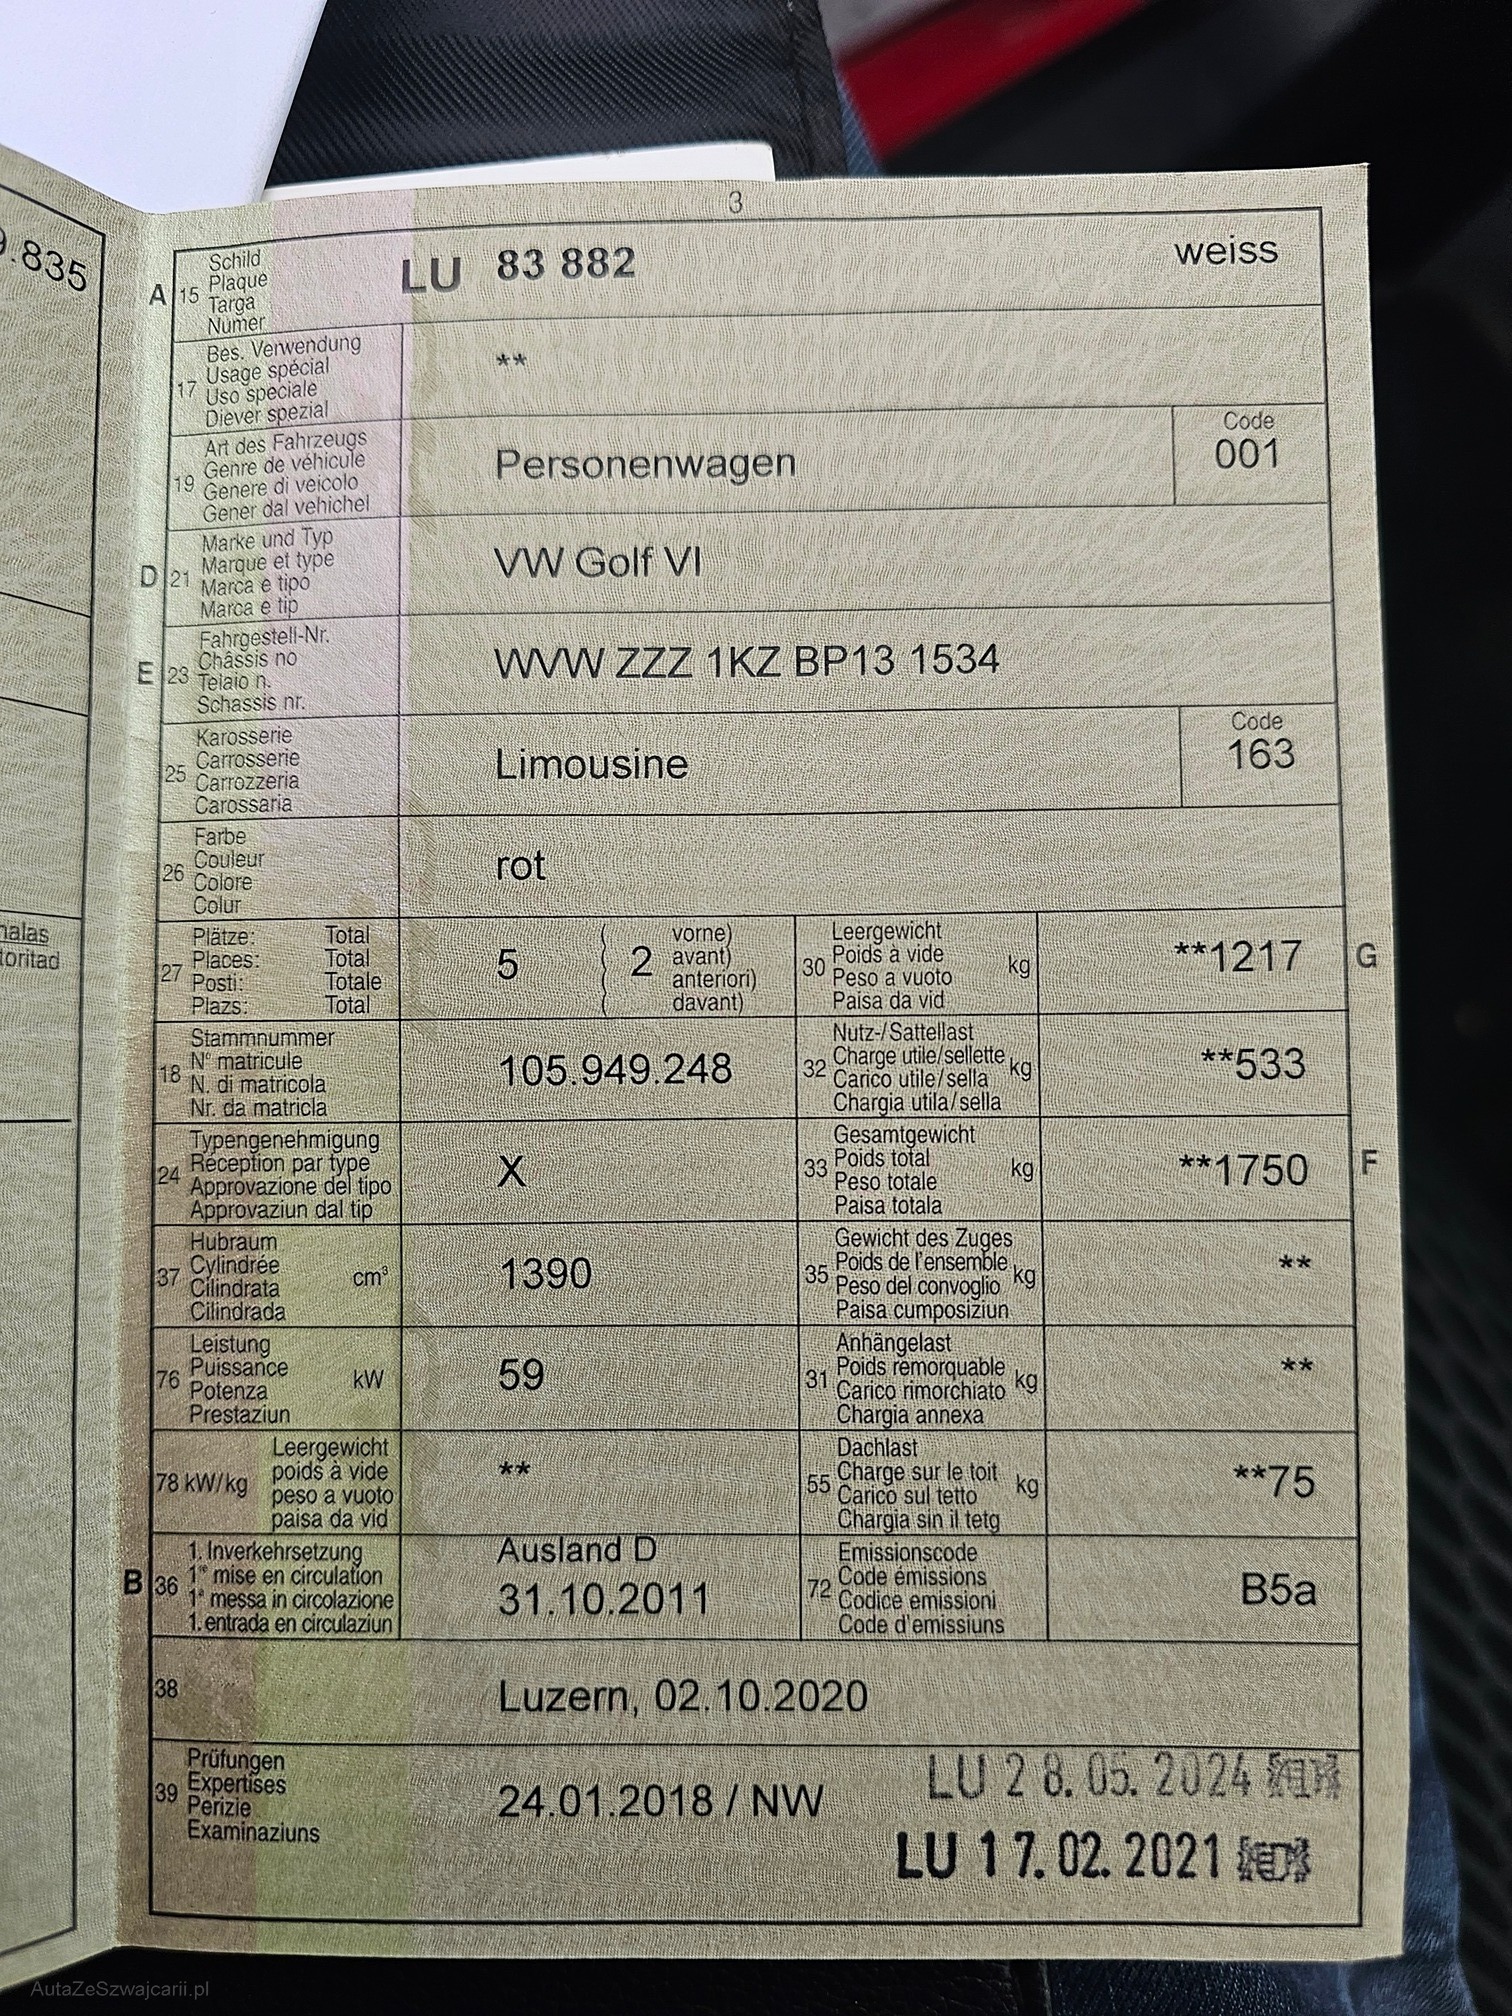 9.835
3
A 15 Schild
Plaque
Targa
Numer
LU 83 882 weiss
17 Bes. Verwendung
Usage spécial
Uso speciale
Diever spezial
**
19 Art des Fahrzeugs
Genre de véhicule
Genere di veicolo
Gener dal vehichel
Personenwagen
Code
001
D 21 Marke und Typ
Marque et type
Marca e tipo
Marca e tip
VW Golf VI
E 23 Fahrgestell-Nr.
Châssis no
Telaio n.
Schassis nr.
WVW ZZZ 1KZ BP13 1534
25 Karosserie
Carrosserie
Carrozzeria
Carossaria
Limousine
Code
163
26 Farbe
Couleur
Colore
Colur
rot
nalas
toritad
27 Plätze: Total
Places: Total
Posti: Totale
Plazs: Total
5 ( 2 vorne)
( avant)
( anteriori)
( davant)
30 Leergewicht
Poids à vide
Peso a vuoto
Paisa da vid
kg
**1217 G
18 Stammnummer
N° matricule
N. di matricola
Nr. da matricla
105.949.248
32 Nutz-/Sattellast
Charge utile/sellette
Carico utile/sella
Chargia utila/sella
kg
**533
24 Typengenehmigung
Réception par type
Approvazione del tipo
Approvaziun dal tip
X
33 Gesamtgewicht
Poids total
Peso totale
Paisa totala
kg
**1750 F
37 Hubraum
Cylindrée
Cilindrata
Cilindrada
cm³
1390
35 Gewicht des Zuges
Poids de l'ensemble
Peso del convoglio
Paisa cumposiziun
kg
**
76 Leistung
Puissance
Potenza
Prestaziun
kW
59
31 Anhängelast
Poids remorquable
Carico rimorchiato
Chargia annexa
kg
**
78 kW/kg Leergewicht
poids à vide
peso a vuoto
paisa da vid
**
55 Dachlast
Charge sur le toit
Carico sul tetto
Chargia sin il tetg
kg
**75
B 36 1. Inverkehrsetzung
1re mise en circulation
1a messa in circolazione
1. entrada en circulaziun
Ausland D
31.10.2011
72 Emissionscode
Code émissions
Codice emissioni
Code d'emissiuns
B5a
38 Luzern, 02.10.2020
39 Prüfungen
Expertises
Perizie
Examinaziuns
24.01.2018 / NW
LU 28.05.2024
LU 17.02.2021
AutaZeSzwajcarii.pl